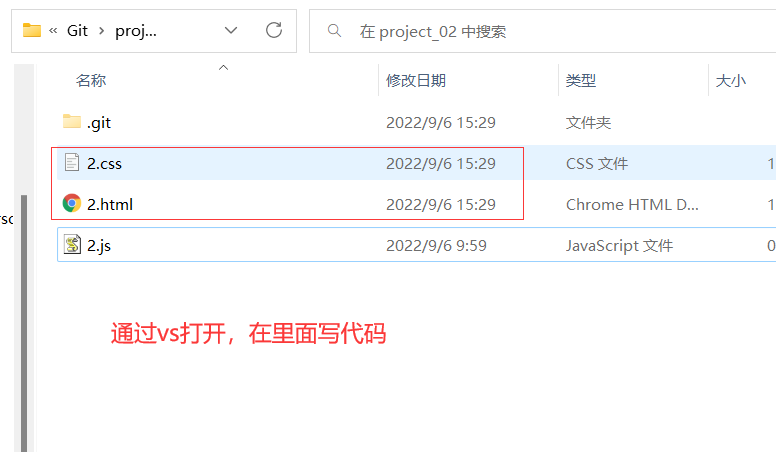 Git proj... 在 project_02 中搜索
名称 修改日期 类型 大小
.git 2022/9/6 15:29 文件夹
2.css 2022/9/6 15:29 CSS 文件 1
2.html 2022/9/6 15:29 Chrome HTML D... 1
2.js 2022/9/6 9:59 JavaScript 文件 0
通过vs打开，在里面写代码